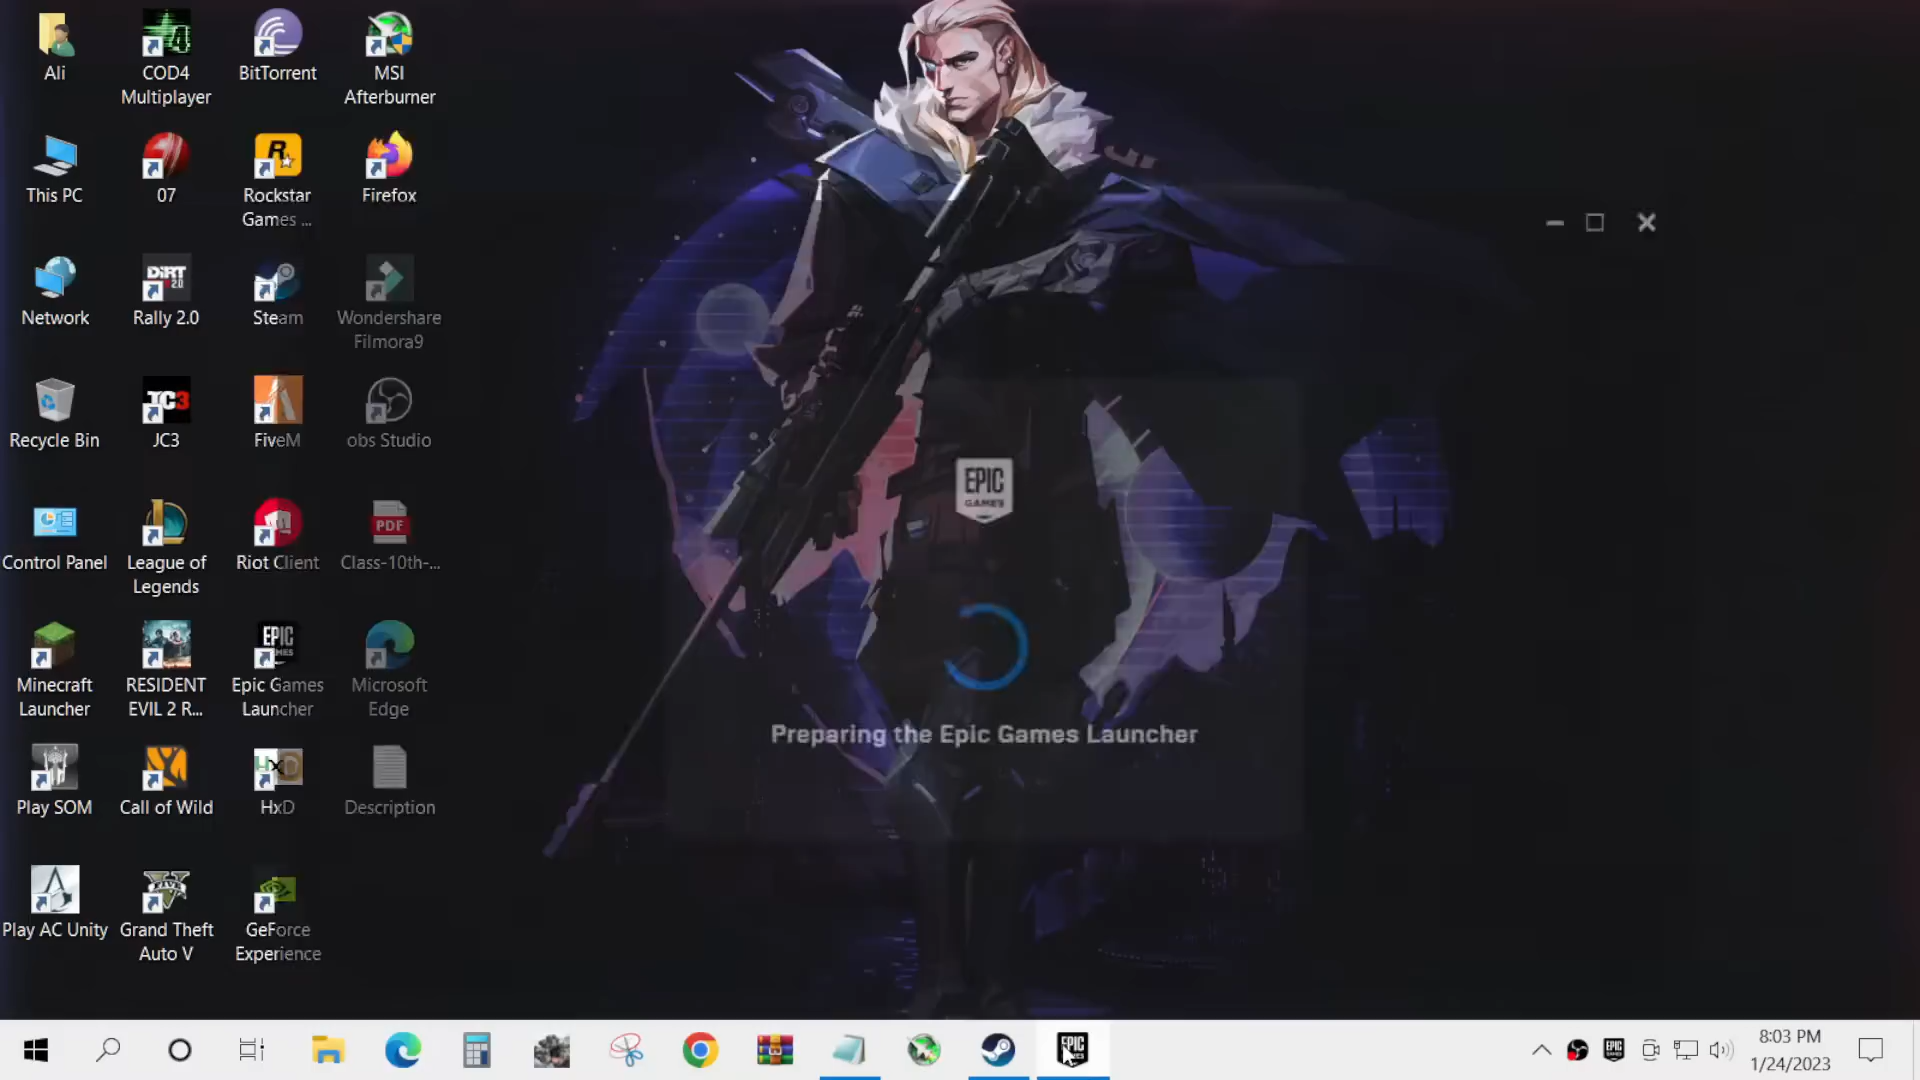 Ali
COD4
Multiplayer
BitTorrent
MSI
Afterburner
This PC
07
Rockstar
Games ...
Firefox
Network
Rally 2.0
Steam
Wondershare
Filmora9
Recycle Bin
JC3
FiveM
obs Studio
Control Panel
League of
Legends
Riot Client
Class-10th-...
Minecraft
Launcher
RESIDENT
EVIL 2 R...
Epic Games
Launcher
Microsoft
Edge
Play SOM
Call of Wild
HxD
Description
Play AC Unity
Grand Theft
Auto V
GeForce
Experience
EPIC
GAMES
Preparing the Epic Games Launcher
8:03 PM
1/24/2023